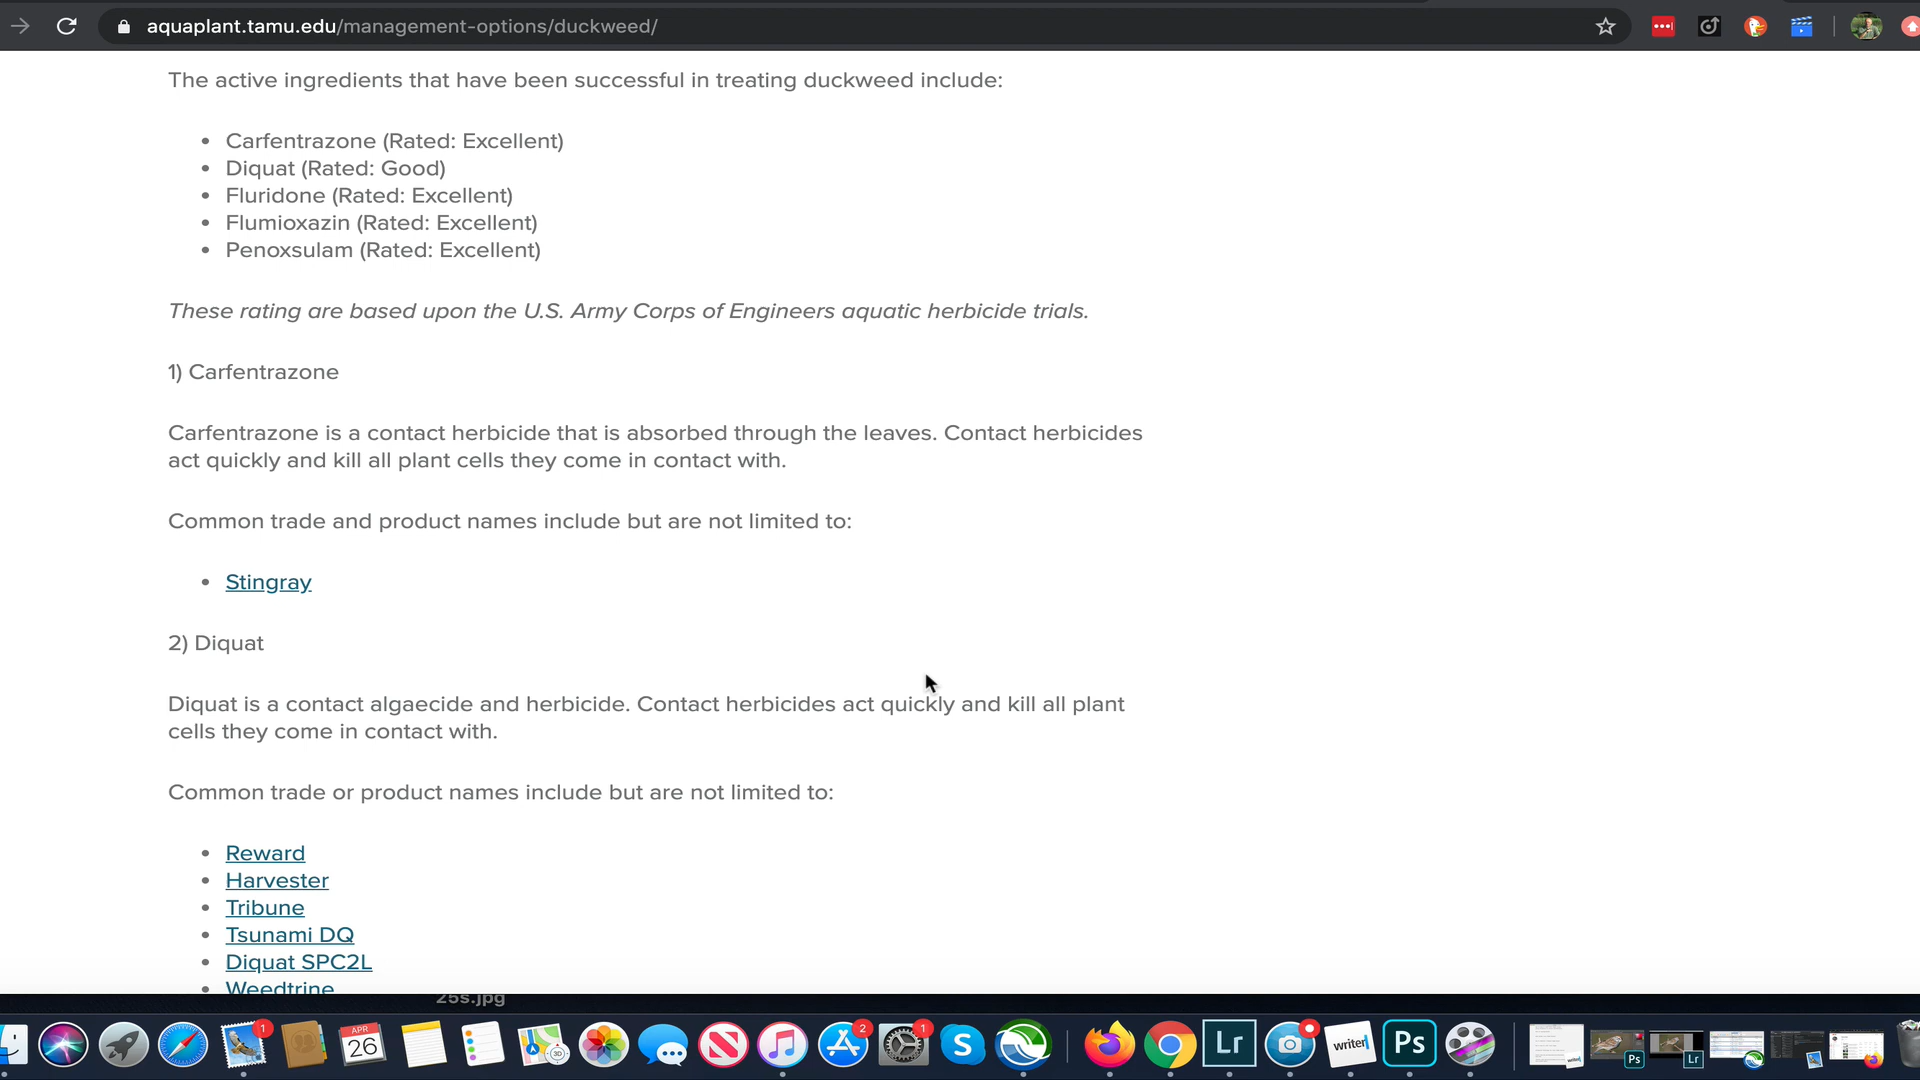 aquaplant.tamu.edu/management-options/duckweed/
The active ingredients that have been successful in treating duckweed include:
• Carfentrazone (Rated: Excellent)
• Diquat (Rated: Good)
• Fluridone (Rated: Excellent)
• Flumioxazin (Rated: Excellent)
• Penoxsulam (Rated: Excellent)
These rating are based upon the U.S. Army Corps of Engineers aquatic herbicide trials.
1) Carfentrazone
Carfentrazone is a contact herbicide that is absorbed through the leaves. Contact herbicides
act quickly and kill all plant cells they come in contact with.
Common trade and product names include but are not limited to:
• Stingray
2) Diquat
Diquat is a contact algaecide and herbicide. Contact herbicides act quickly and kill all plant
cells they come in contact with.
Common trade or product names include but are not limited to:
• Reward
• Harvester
• Tribune
• Tsunami DQ
• Diquat SPC2L
• Weedtrine
25s.jpg
1 APR 26 3D 2 1 S Lr writer Ps Ps Lr